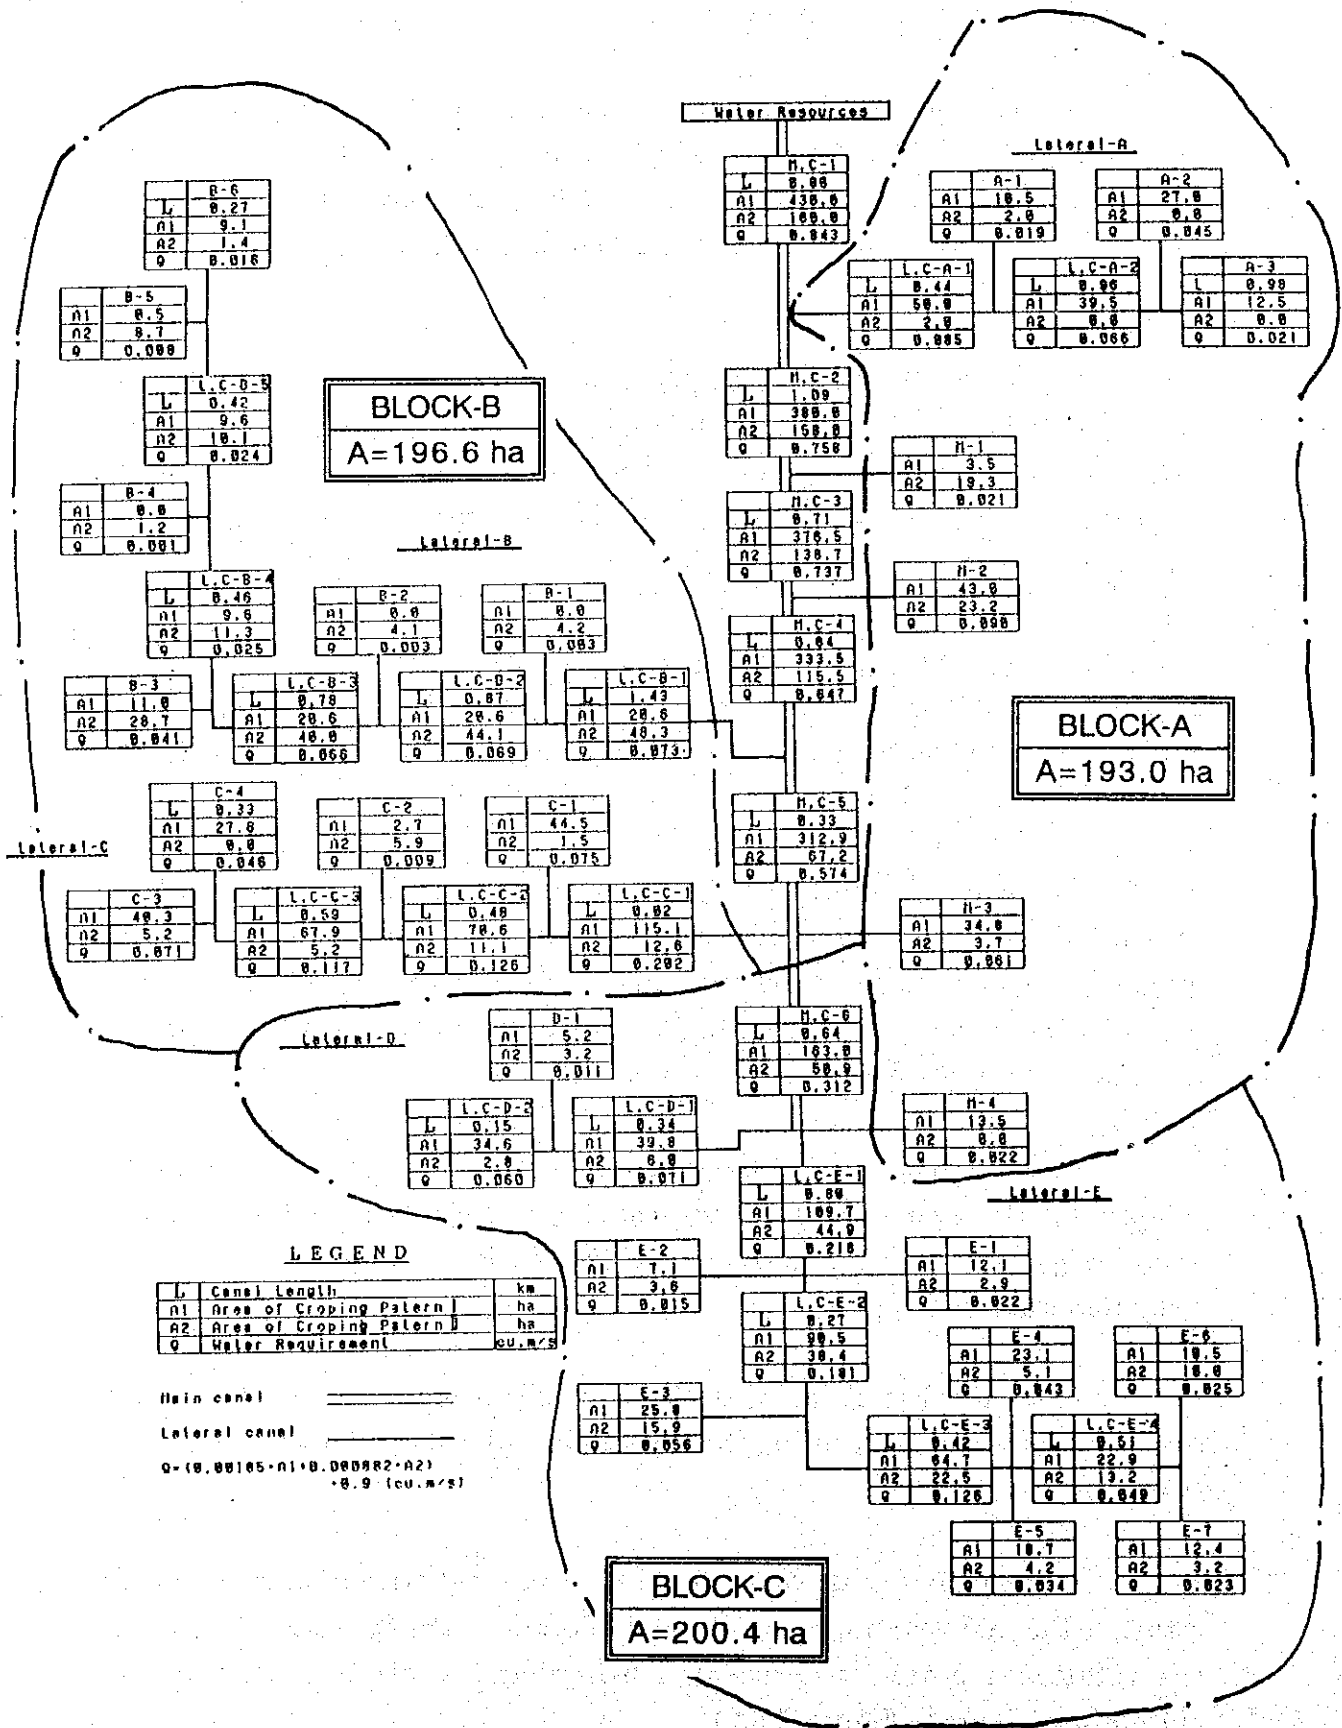 Water Resources
M,C-1
L 0.06
A1 430.0
A2 160.0
Q 0.843
Lateral-A
A-1
A1 10.5
A2 2.0
Q 0.019
A-2
A1 27.0
A2 0.0
Q 0.045
L,C-A-1
L 0.44
A1 50.0
A2 2.0
Q 0.085
L,C-A-2
L 0.06
A1 39.5
A2 0.0
Q 0.066
A-3
L 0.98
A1 12.5
A2 0.0
Q 0.021
B-6
L 0.27
A1 9.1
A2 1.4
Q 0.016
B-5
A1 0.5
A2 8.7
Q 0.008
L,C-B-5
L 0.42
A1 9.6
A2 10.1
Q 0.024
BLOCK-B
A=196.6 ha
M,C-2
L 1.09
A1 380.0
A2 158.0
Q 0.758
M-1
A1 3.5
A2 19.3
Q 0.021
B-4
A1 0.0
A2 1.2
Q 0.001
M,C-3
L 0.71
A1 376.5
A2 138.7
Q 0.737
Lateral-B
M-2
A1 43.0
A2 23.2
Q 0.090
L,C-B-4
L 0.46
A1 9.6
A2 11.3
Q 0.025
B-2
A1 0.0
A2 4.1
Q 0.003
B-1
A1 0.0
A2 4.2
Q 0.003
M,C-4
L 0.84
A1 333.5
A2 115.5
Q 0.647
B-3
A1 11.0
A2 28.7
Q 0.041
L,C-B-3
L 0.78
A1 20.6
A2 40.0
Q 0.066
L,C-B-2
L 0.87
A1 20.6
A2 44.1
Q 0.069
L,C-B-1
L 1.43
A1 20.6
A2 48.3
Q 0.073
BLOCK-A
A=193.0 ha
Lateral-C
C-4
L 0.33
A1 27.6
A2 0.0
Q 0.046
C-2
A1 2.7
A2 5.9
Q 0.009
C-1
A1 44.5
A2 1.5
Q 0.075
M,C-5
L 0.33
A1 312.9
A2 67.2
Q 0.574
C-3
A1 40.3
A2 5.2
Q 0.071
L,C-C-3
L 0.59
A1 67.9
A2 5.2
Q 0.117
L,C-C-2
L 0.48
A1 70.6
A2 11.1
Q 0.126
L,C-C-1
L 0.02
A1 115.1
A2 12.6
Q 0.202
M-3
A1 34.8
A2 3.7
Q 0.061
Lateral-D
D-1
A1 5.2
A2 3.2
Q 0.011
M,C-6
L 0.64
A1 163.0
A2 50.9
Q 0.312
L,C-D-2
L 0.15
A1 34.6
A2 2.8
Q 0.060
L,C-D-1
L 0.34
A1 39.8
A2 6.0
Q 0.071
M-4
A1 13.5
A2 0.0
Q 0.022
Lateral-E
L,C-E-1
L 0.80
A1 109.7
A2 44.9
Q 0.218
LEGEND
L Canal Length km
A1 Area of Croping Patern I ha
A2 Area of Croping Patern II ha
Q Water Requirement cu.m/s
E-2
A1 7.1
A2 3.6
Q 0.015
E-1
A1 12.1
A2 2.9
Q 0.022
L,C-E-2
L 0.27
A1 90.5
A2 38.4
Q 0.181
E-4
A1 23.1
A2 5.1
Q 0.043
E-6
A1 10.5
A2 10.0
Q 0.025
Main canal
Lateral canal
E-3
A1 25.8
A2 15.9
Q 0.056
L,C-E-3
L 0.42
A1 64.7
A2 22.5
Q 0.126
L,C-E-4
L 0.51
A1 22.9
A2 13.2
Q 0.049
E-5
A1 18.7
A2 4.2
Q 0.034
E-7
A1 12.4
A2 3.2
Q 0.023
BLOCK-C
A=200.4 ha